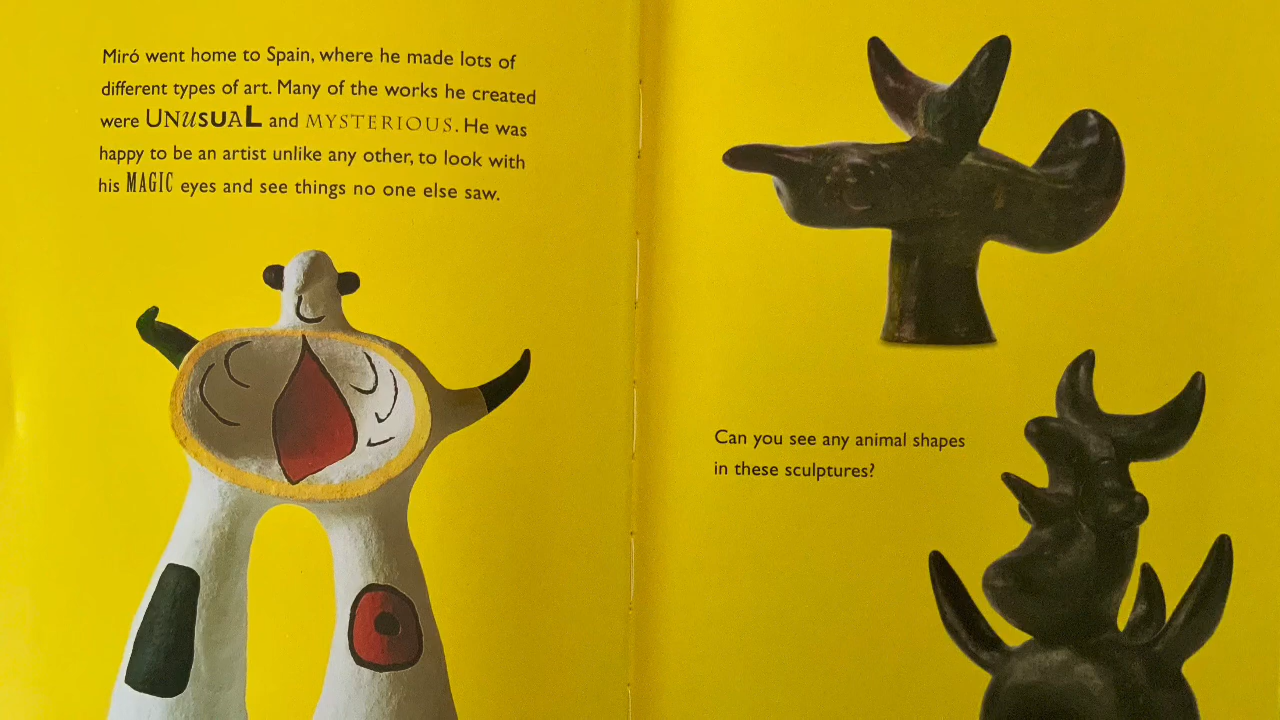 Miró went home to Spain, where he made lots of
different types of art. Many of the works he created
were UNUSUAL and MYSTERIOUS. He was
happy to be an artist unlike any other, to look with
his MAGIC eyes and see things no one else saw.
Can you see any animal shapes
in these sculptures?